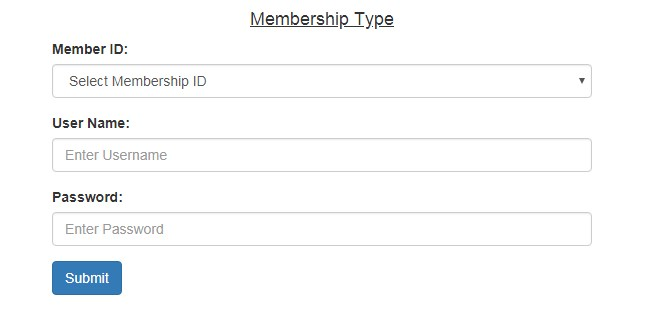 Membership Type
Member ID:
Select Membership ID
User Name:
Enter Username
Password:
Enter Password
Submit